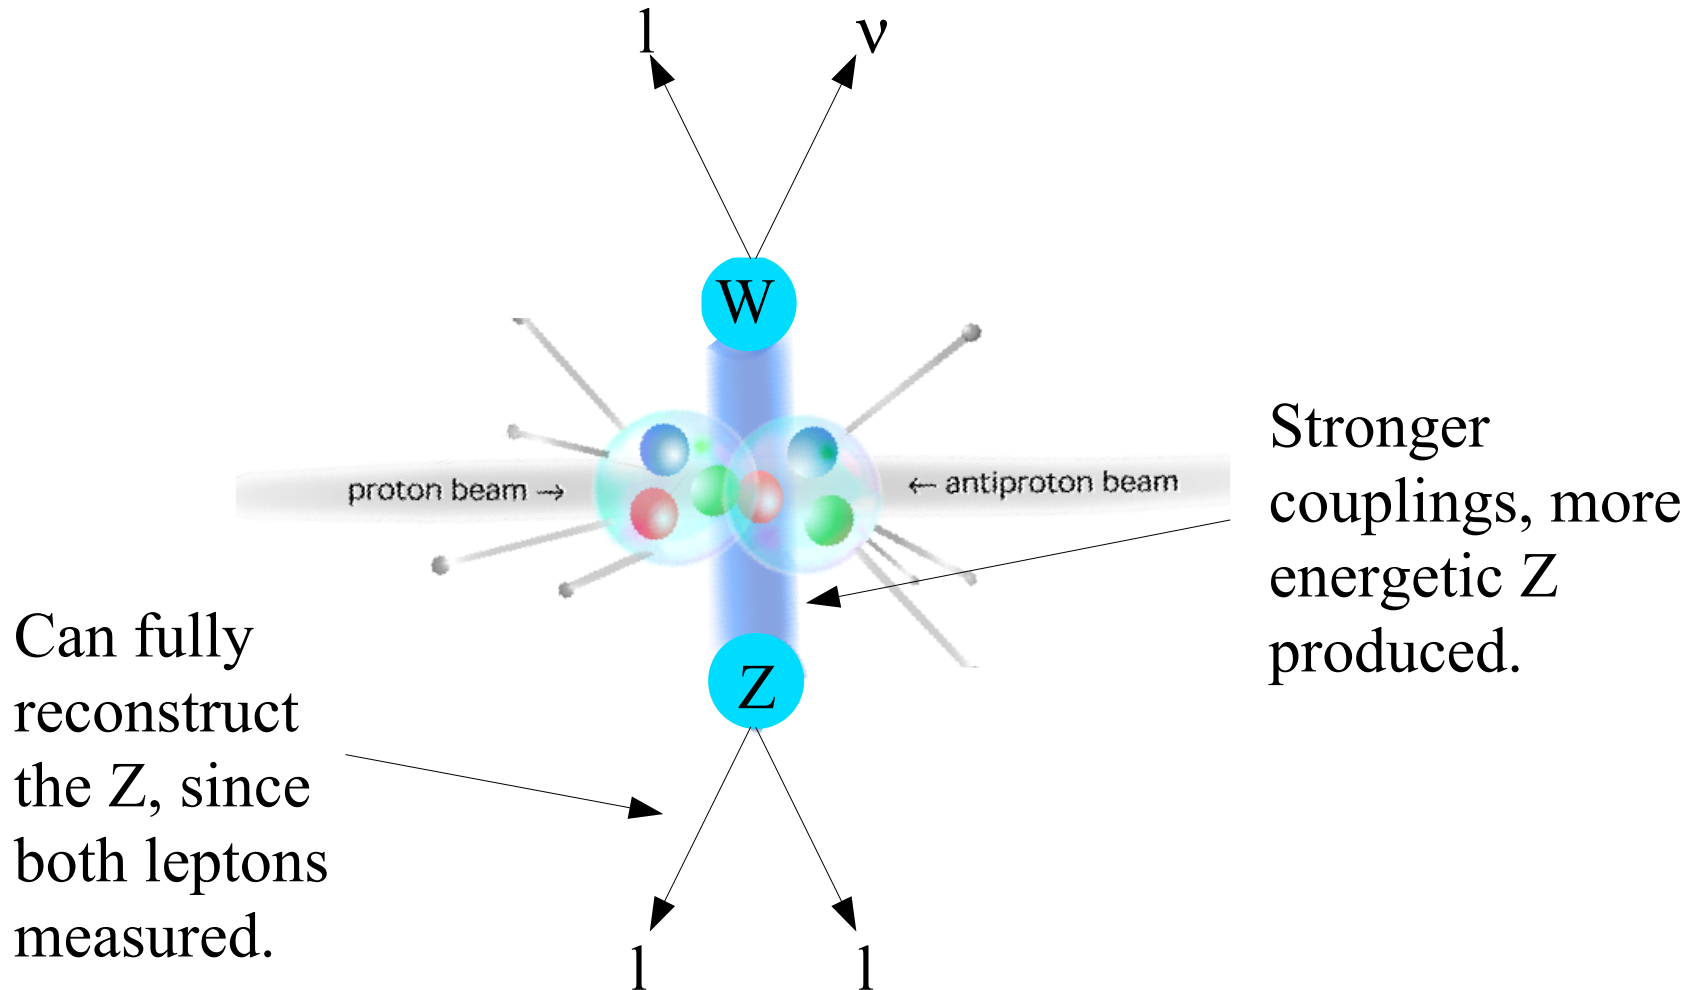 l
ν
W
proton beam →
← antiproton beam
Stronger
couplings, more
energetic Z
produced.
Can fully
reconstruct
the Z, since
both leptons
measured.
Z
l
l